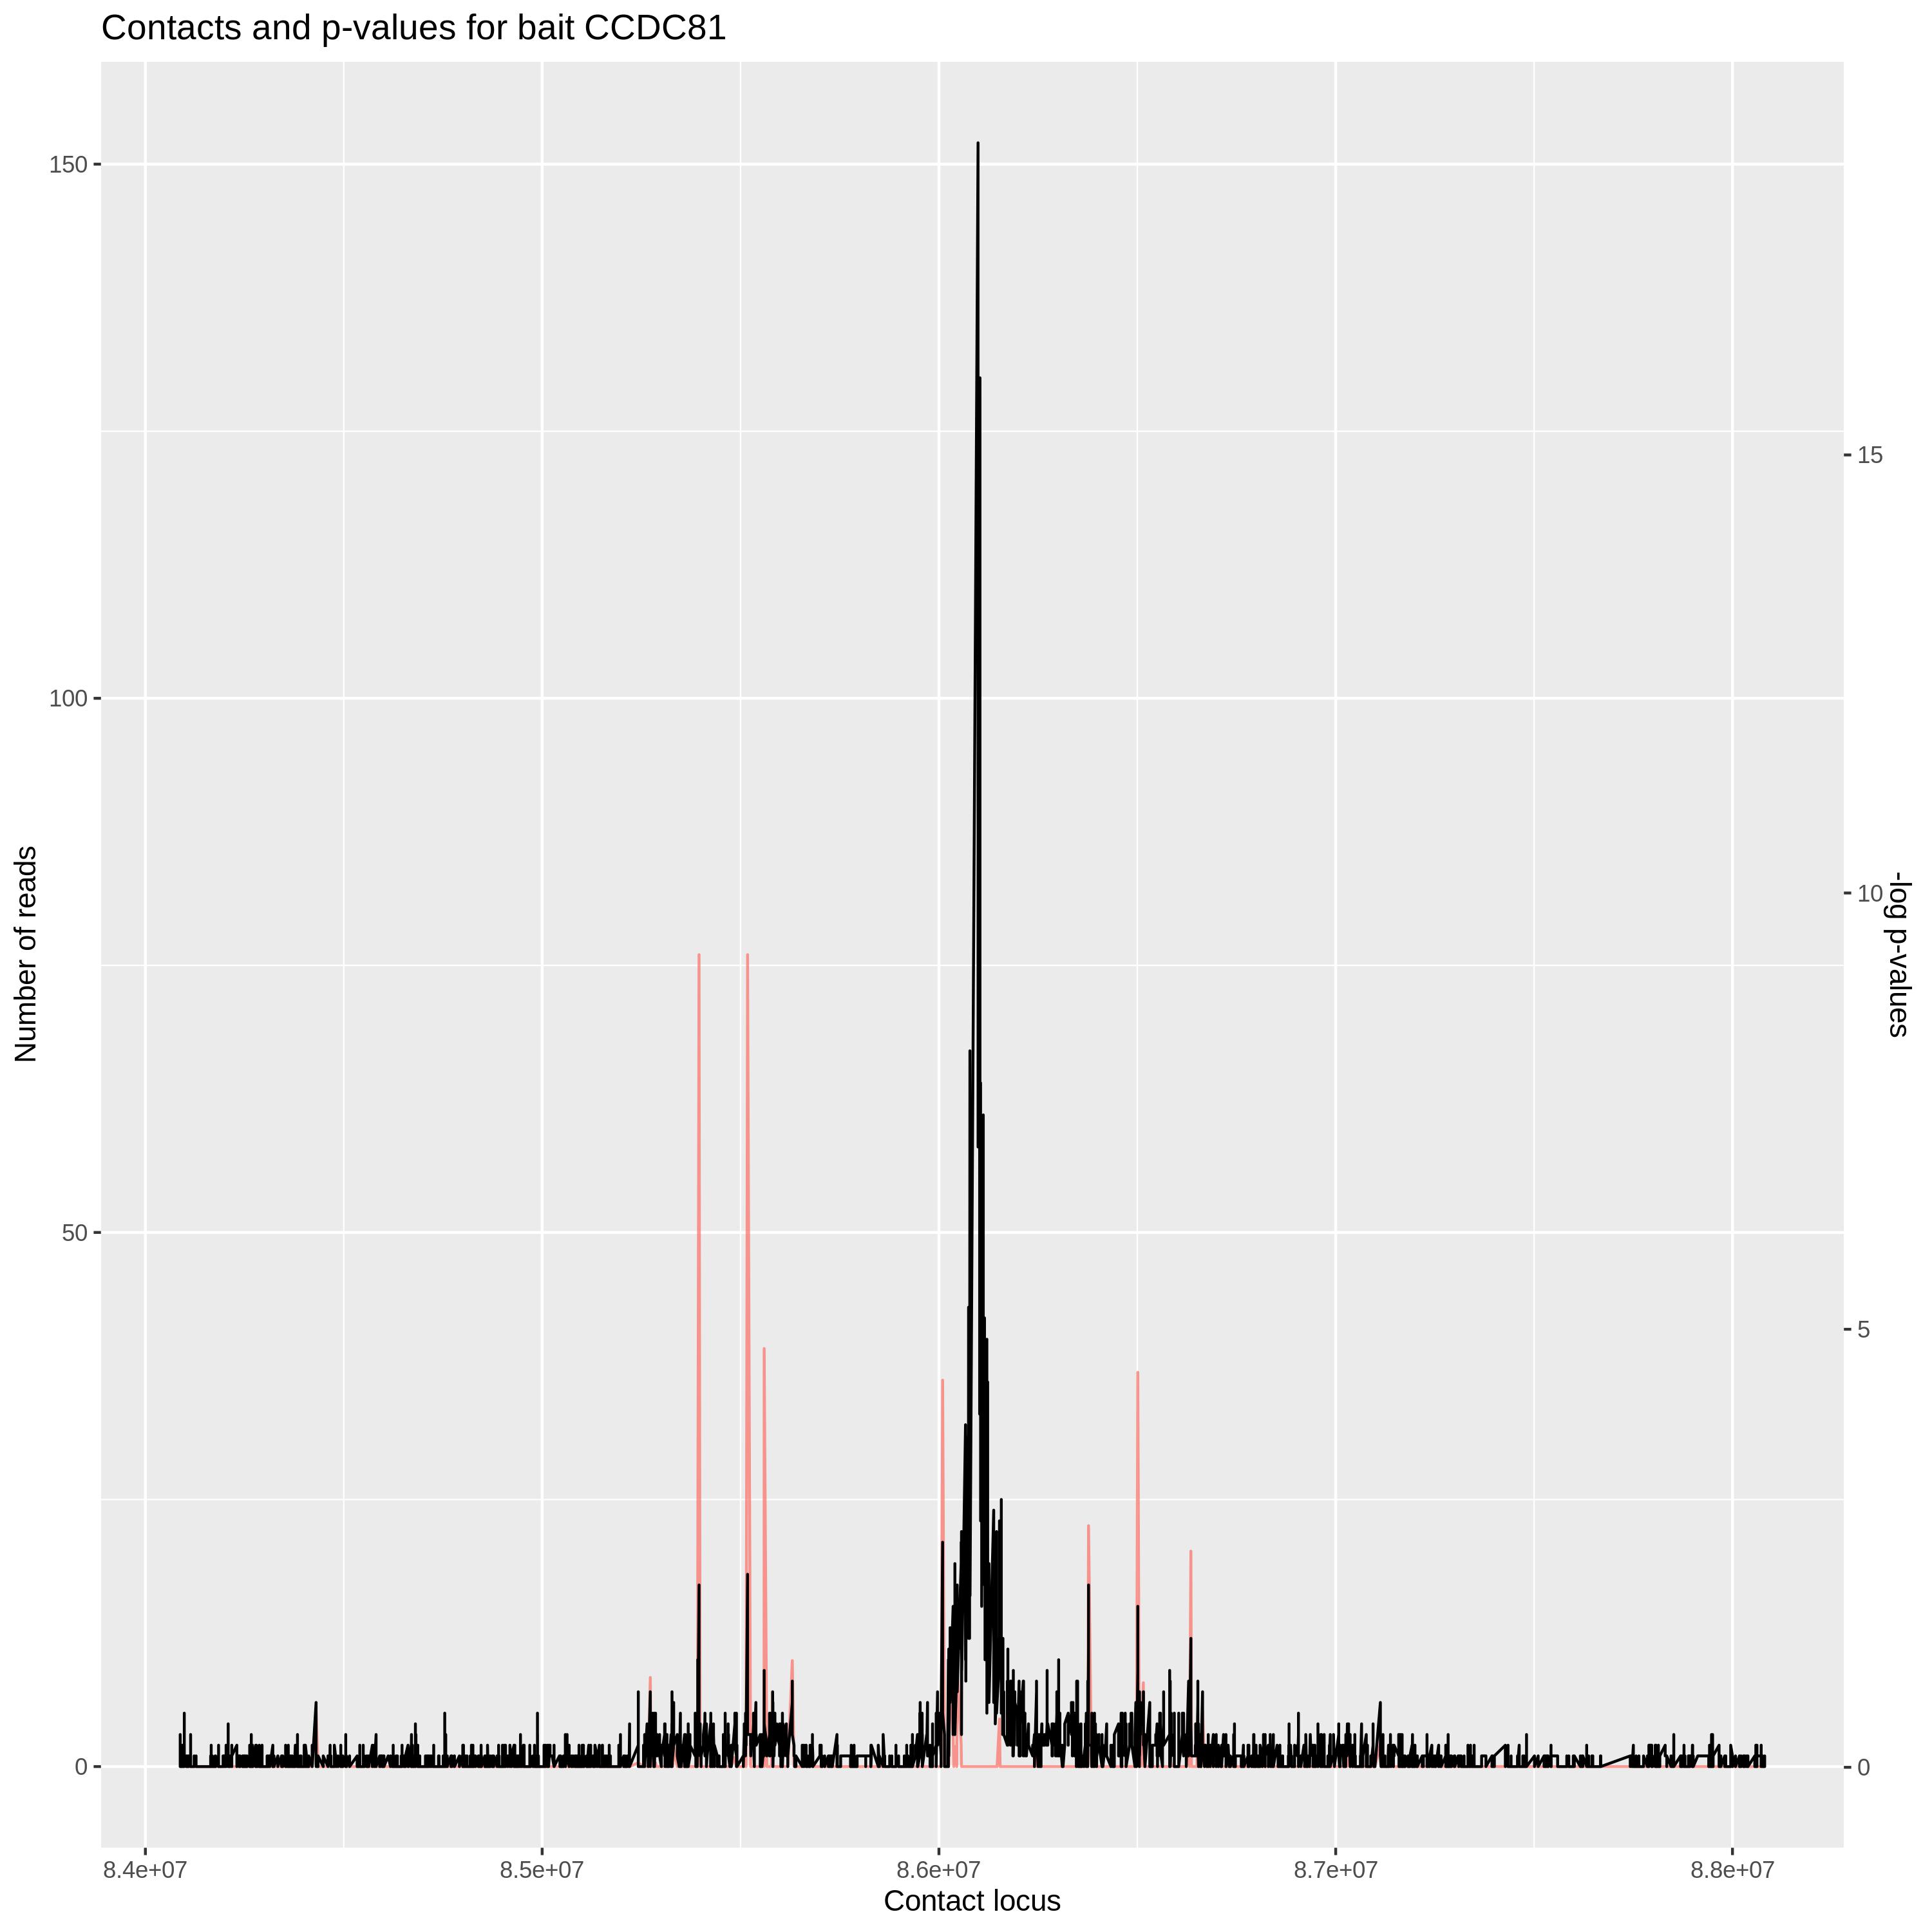 Contacts and p-values for bait CCDC81
150
100
50
0
Number of reads
15
10
5
0
-log p-values
8.4e+07 8.5e+07 8.6e+07 8.7e+07 8.8e+07
Contact locus